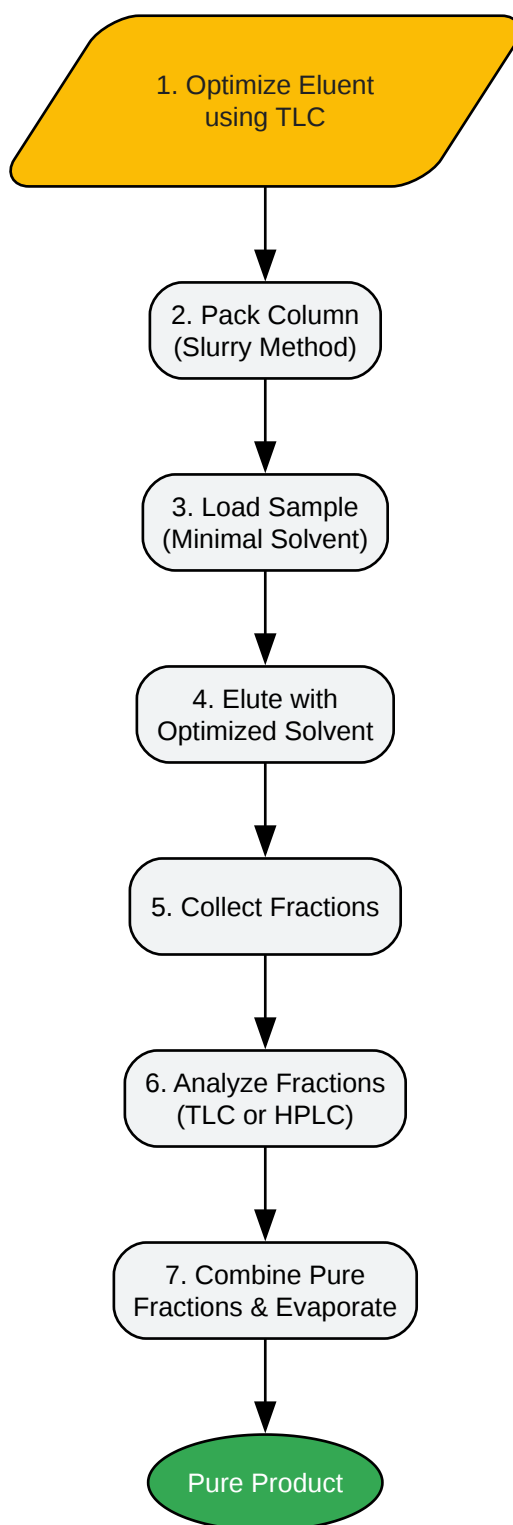 1. Optimize Eluent
using TLC
2. Pack Column
(Slurry Method)
3. Load Sample
(Minimal Solvent)
4. Elute with
Optimized Solvent
5. Collect Fractions
6. Analyze Fractions
(TLC or HPLC)
7. Combine Pure
Fractions & Evaporate
Pure Product